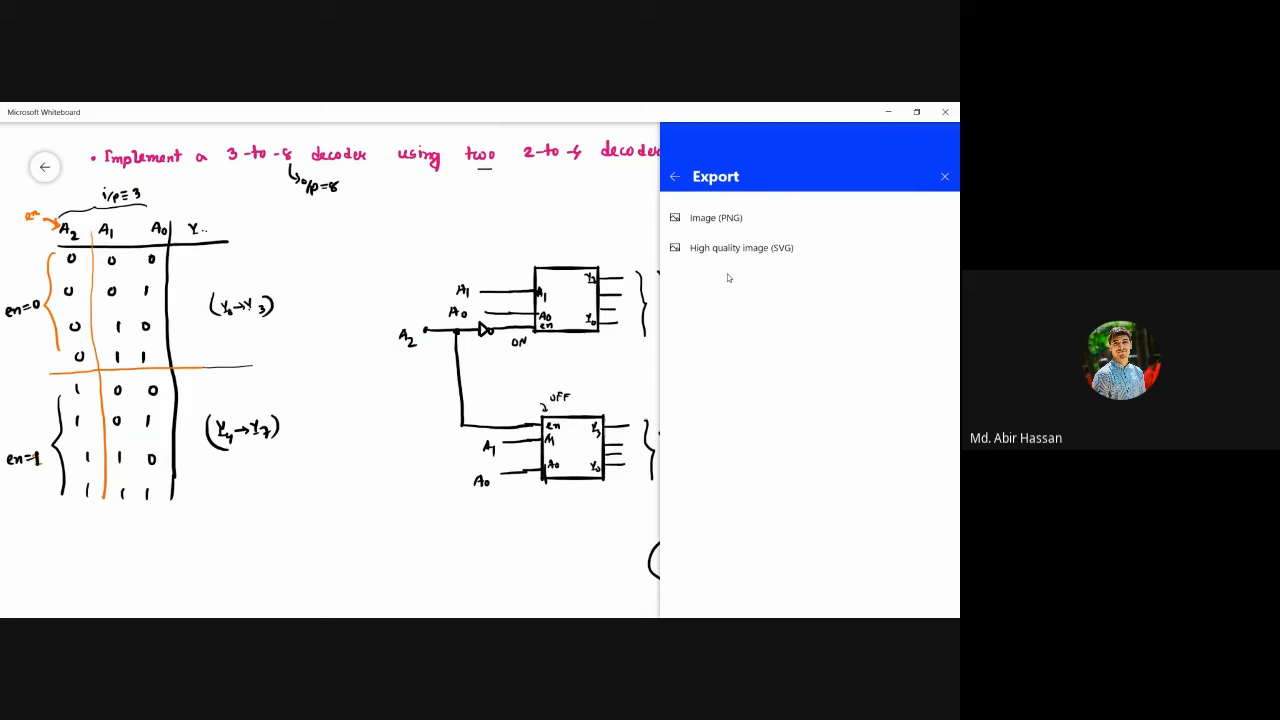 Microsoft Whiteboard
• Implement a 3-to-8 decoder using two 2-to-4 decoder
o/p=8
i/p=3
en
A2 A1 A0 Y..
0 0 0
0 0 1
0 1 0
0 1 1
1 0 0
1 0 1
1 1 0
1 1 1
en=0
(Y0→Y3)
en=1
(Y4→Y7)
A1 A1 Y3
A0 A0 Y0
A2 en
ON
OFF
en Y3
A1 A1
A0 A0 Y0
Export
Image (PNG)
High quality image (SVG)
Md. Abir Hassan